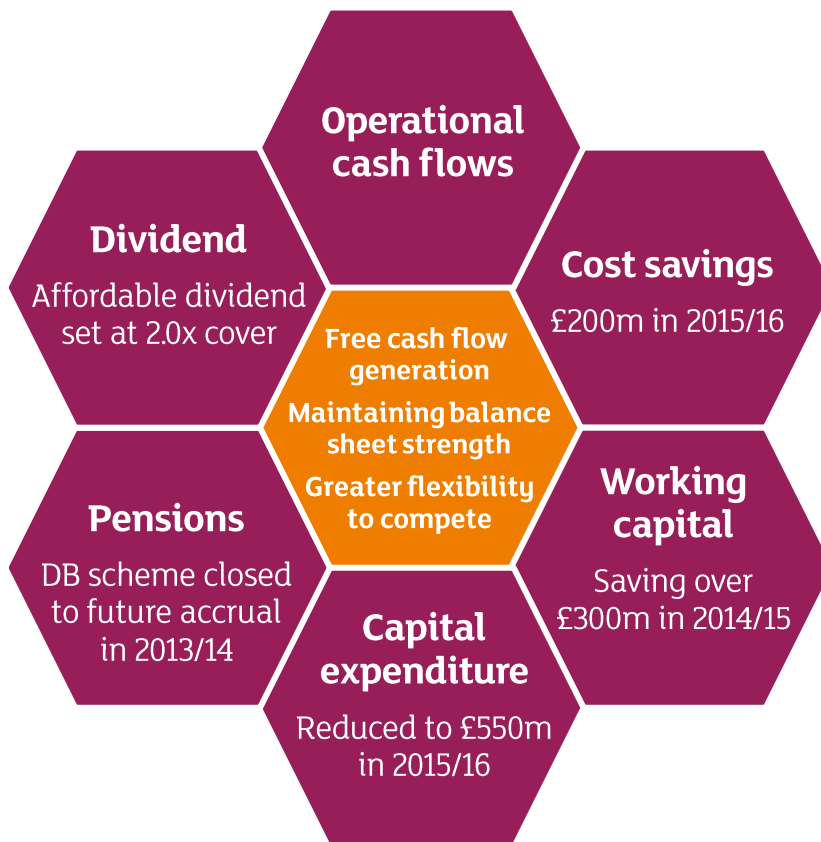 Operational
cash flows
Dividend
Affordable dividend
set at 2.0x cover
Cost savings
£200m in 2015/16
Free cash flow
generation
Maintaining balance
sheet strength
Greater flexibility
to compete
Pensions
DB scheme closed
to future accrual
in 2013/14
Working
capital
Saving over
£300m in 2014/15
Capital
expenditure
Reduced to £550m
in 2015/16